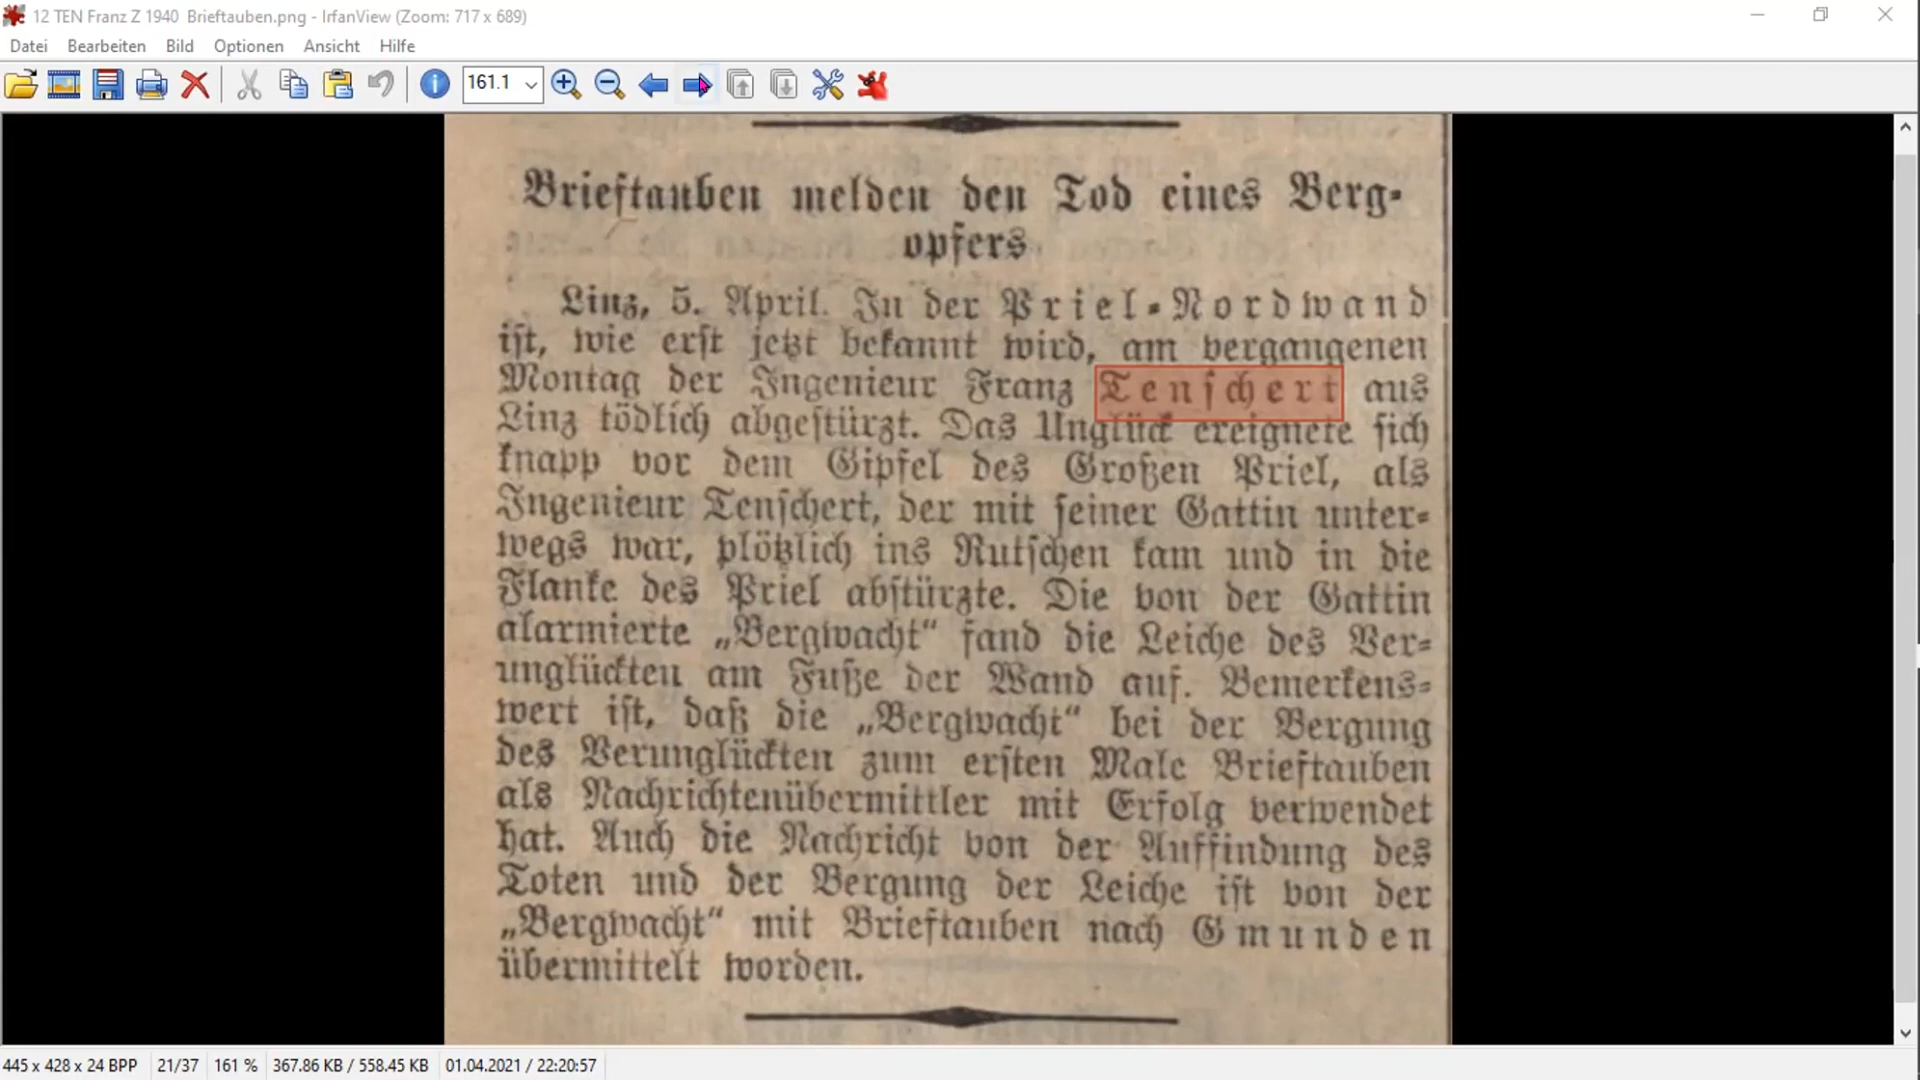 12 TEN Franz Z 1940  Brieftauben.png - IrfanView (Zoom: 717 x 689)
Datei Bearbeiten Bild Optionen Ansicht Hilfe
161.1
Brieftauben melden den Tod eines Berg-
opfers
Linz, 5. April. In der Priel-Nordwand
ist, wie erst jetzt bekannt wird, am vergangenen
Montag der Ingenieur Franz Tenschert aus
Linz tödlich abgestürzt. Das Unglück ereignete sich
knapp vor dem Gipfel des Großen Priel, als
Ingenieur Tenschert, der mit seiner Gattin unter-
wegs war, plötzlich ins Rutschen kam und in die
Flanke des Priel abstürzte. Die von der Gattin
alarmierte „Bergwacht“ fand die Leiche des Ver-
unglückten am Fuße der Wand auf. Bemerkens-
wert ist, daß die „Bergwacht“ bei der Bergung
des Verunglückten zum ersten Male Brieftauben
als Nachrichtenübermittler mit Erfolg verwendet
hat. Auch die Nachricht von der Auffindung des
Toten und der Bergung der Leiche ist von der
„Bergwacht“ mit Brieftauben nach Gmunden
übermittelt worden.
445 x 428 x 24 BPP 21/37 161 % 367.86 KB / 558.45 KB 01.04.2021 / 22:20:57